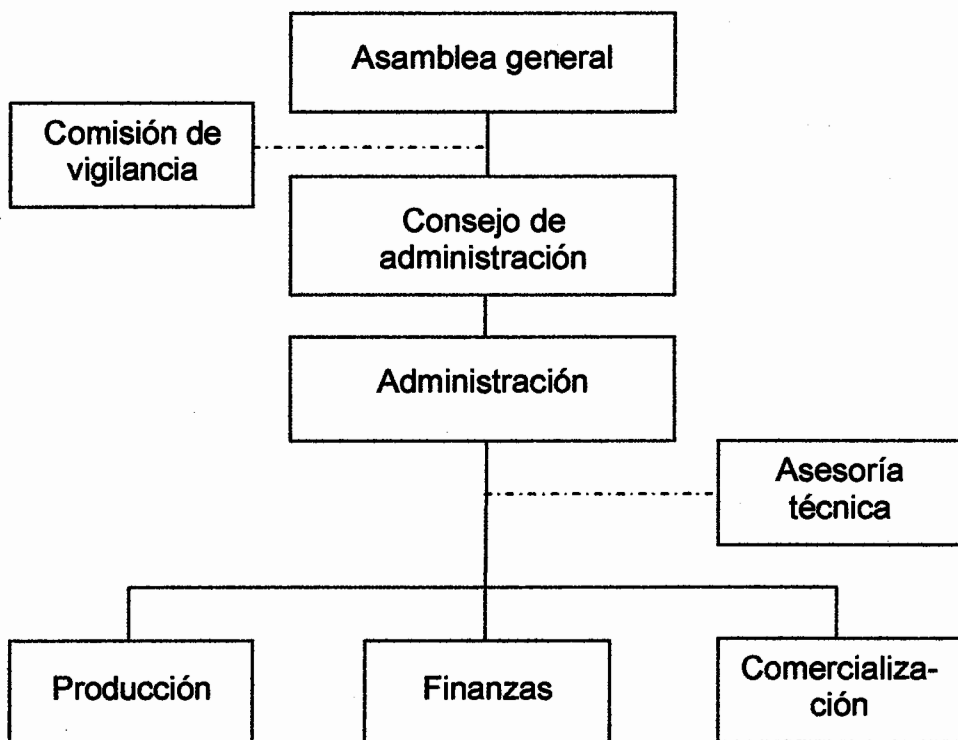 Asamblea general
Comisión de
vigilancia
Consejo de
administración
Administración
Asesoría
técnica
Producción
Finanzas
Comercializa-
ción